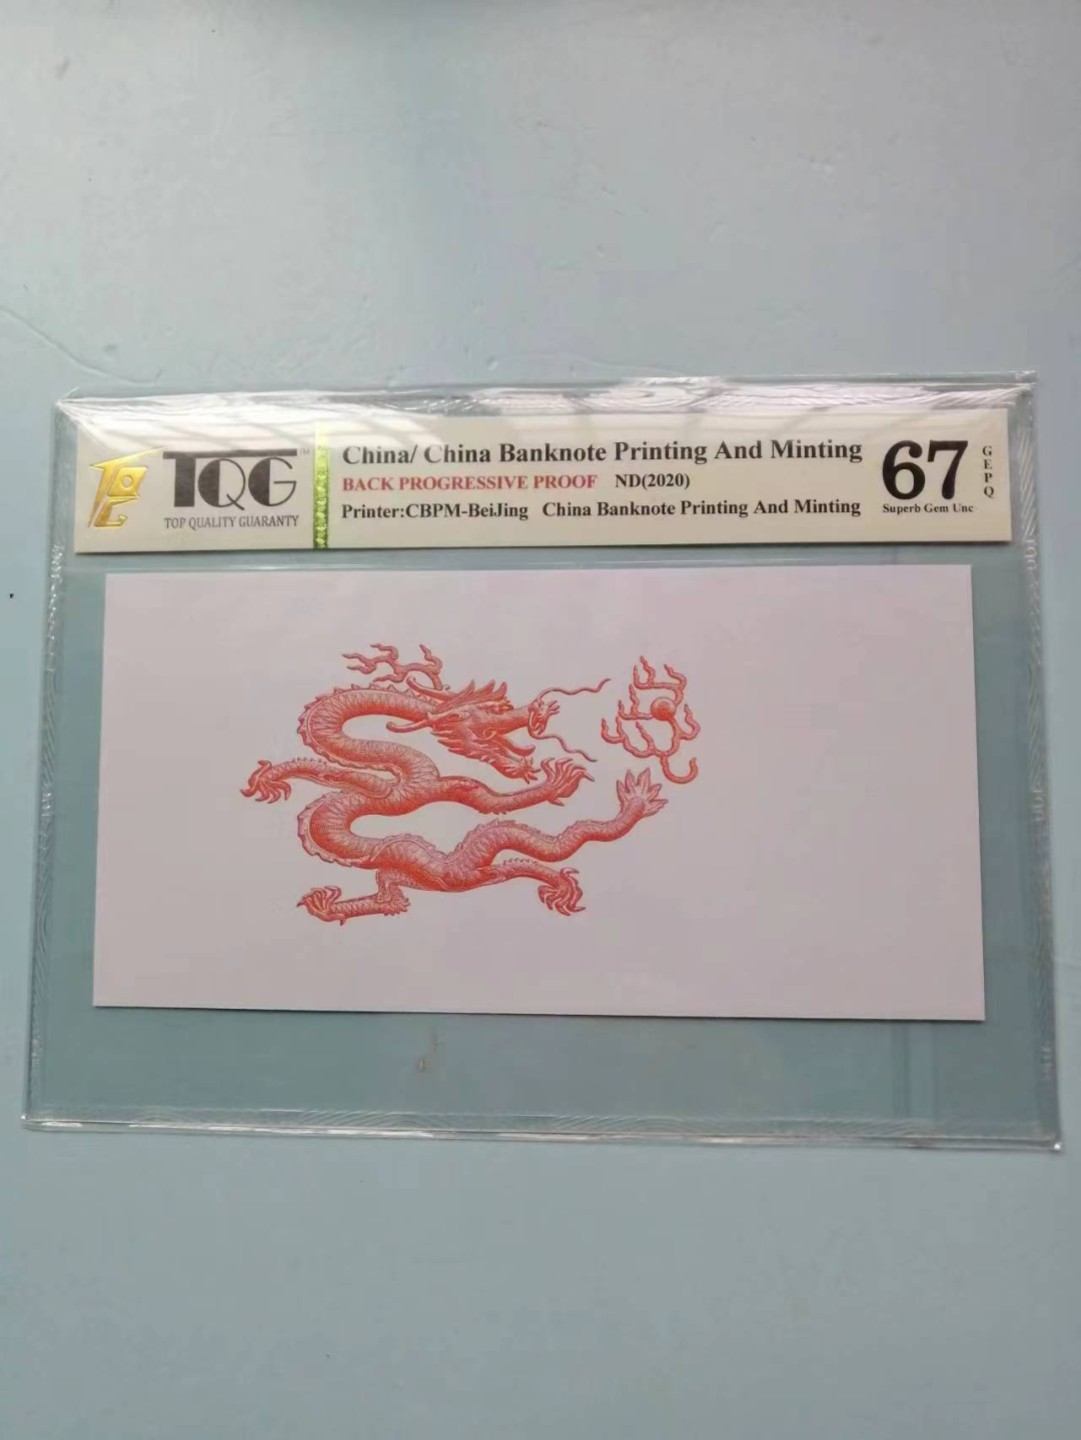 TQG
TOP QUALITY GUARANTY
China/ China Banknote Printing And Minting
BACK PROGRESSIVE PROOF ND(2020)
Printer:CBPM-BeiJing China Banknote Printing And Minting
67
Superb Gem Unc
GEPQ